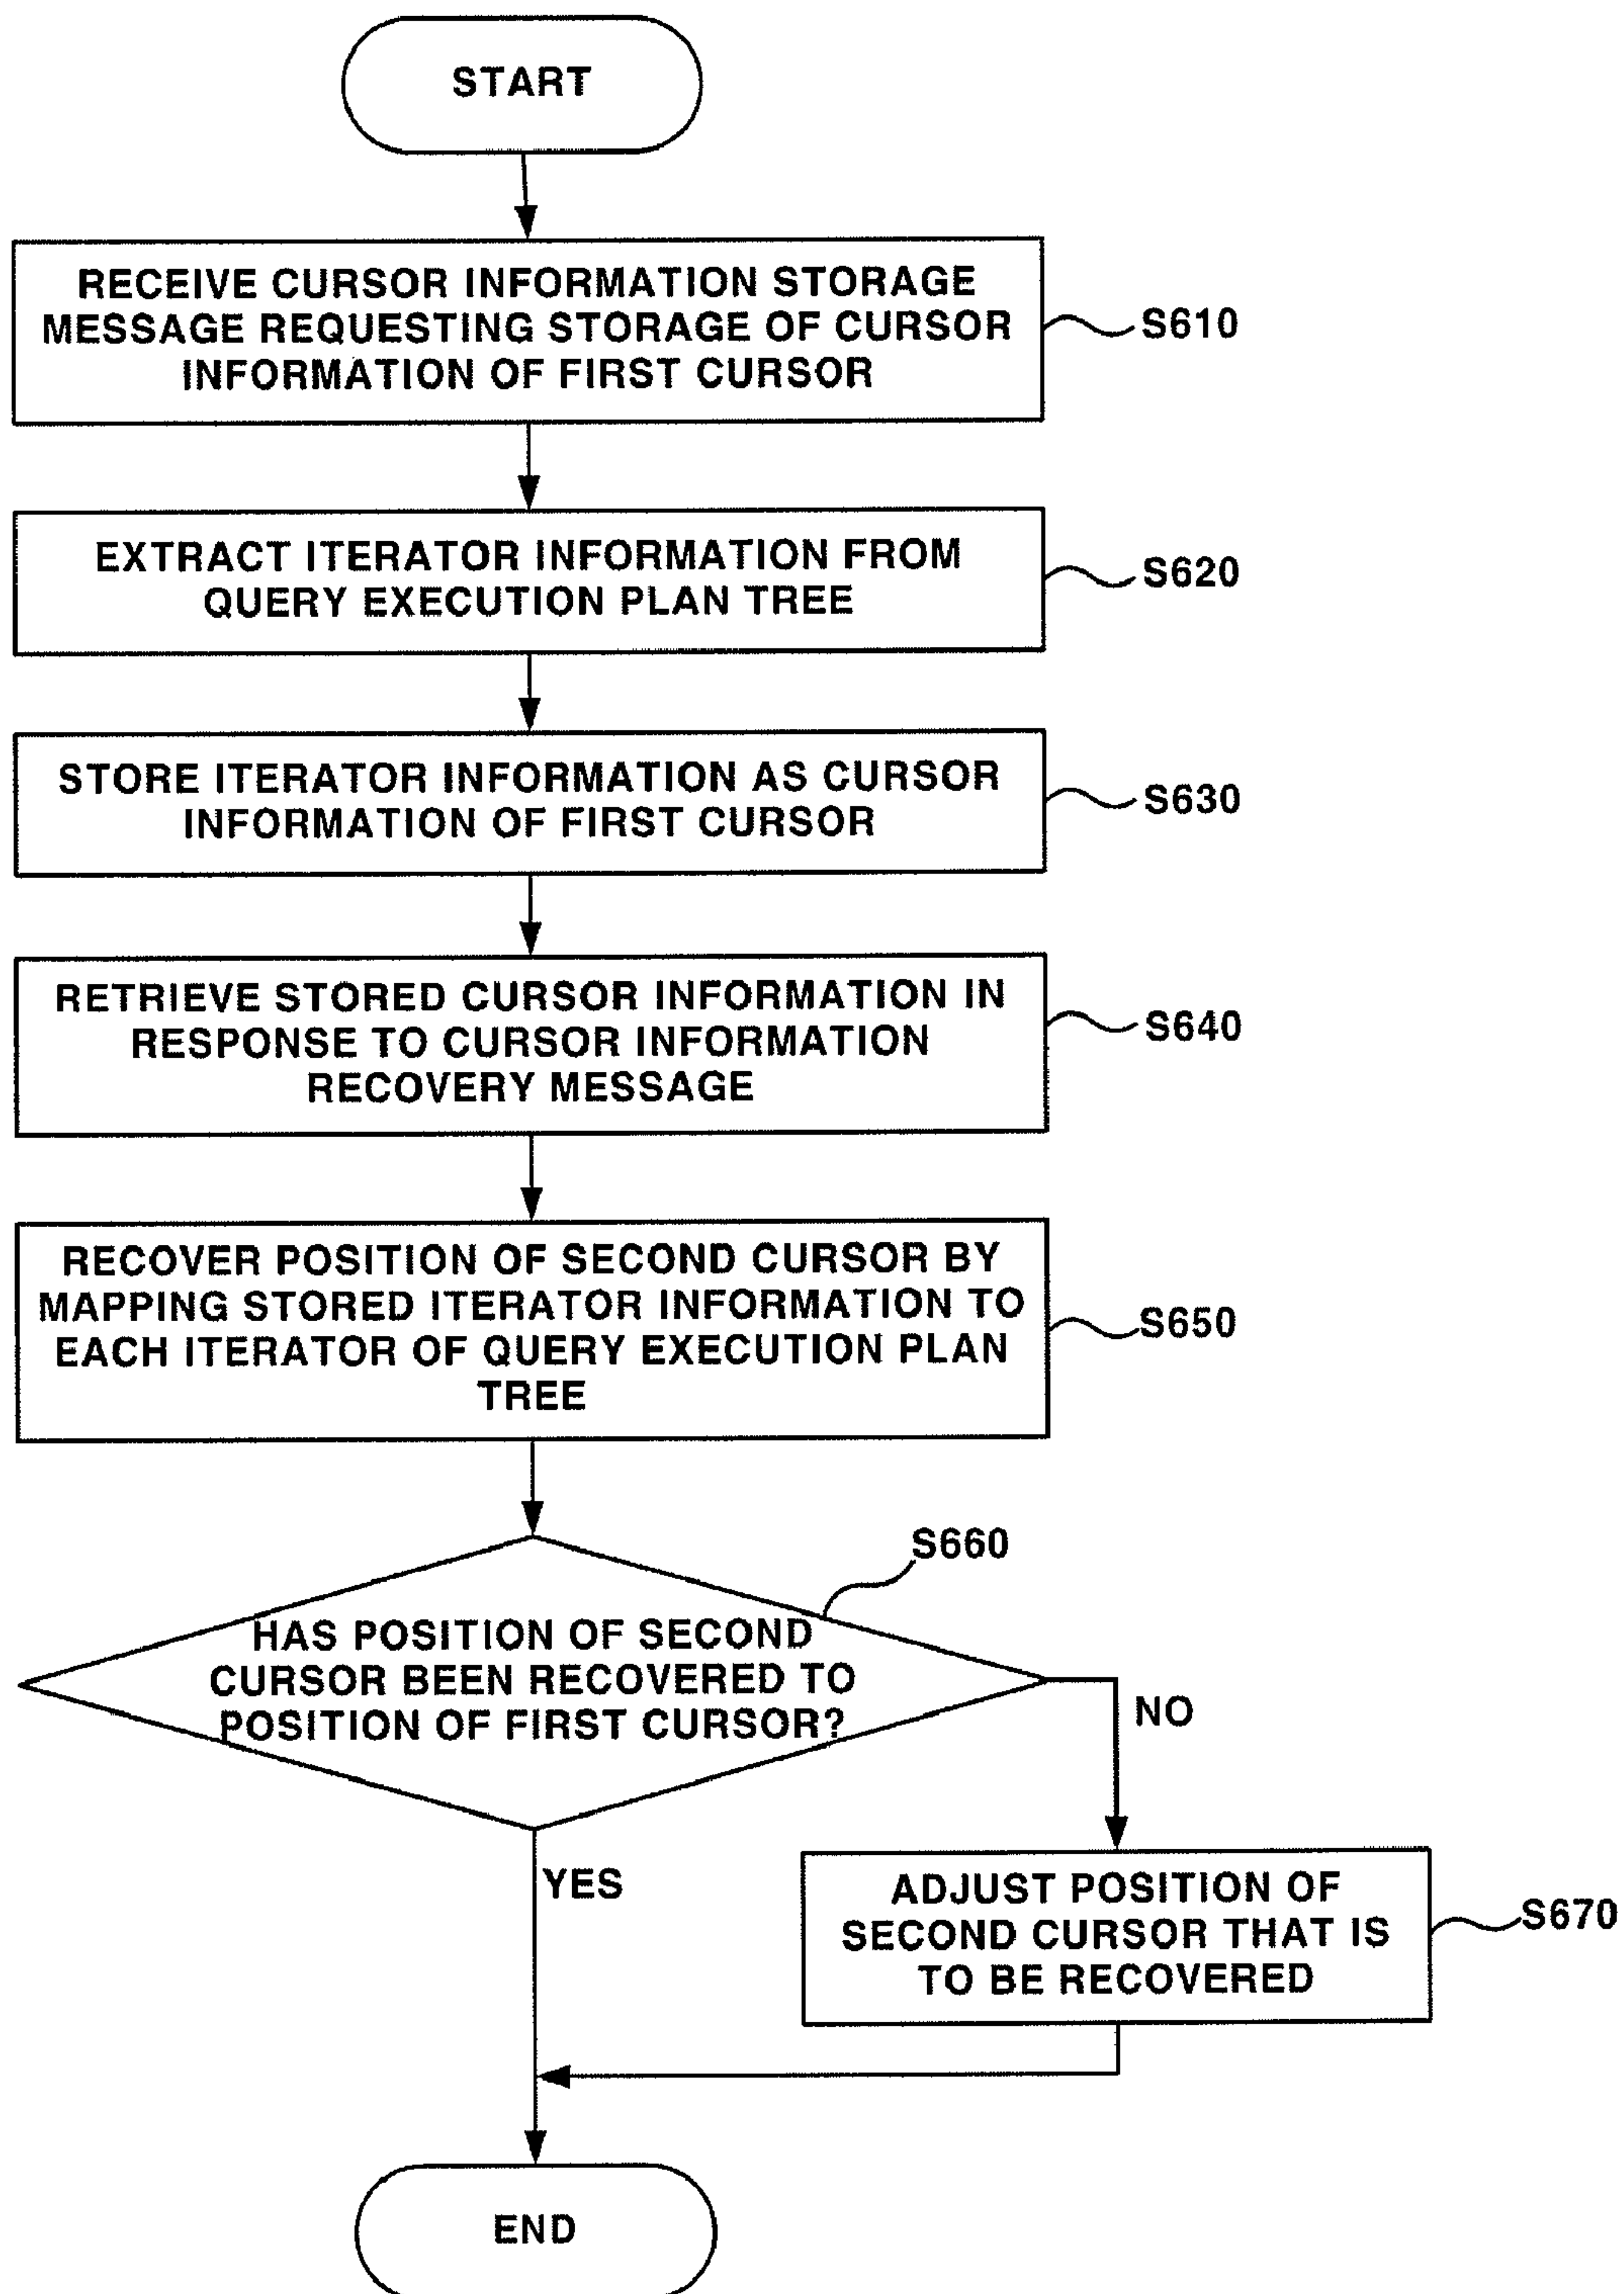 START
RECEIVE CURSOR INFORMATION STORAGE
MESSAGE REQUESTING STORAGE OF CURSOR
INFORMATION OF FIRST CURSOR
S610
EXTRACT ITERATOR INFORMATION FROM
QUERY EXECUTION PLAN TREE
S620
STORE ITERATOR INFORMATION AS CURSOR
INFORMATION OF FIRST CURSOR
S630
RETRIEVE STORED CURSOR INFORMATION IN
RESPONSE TO CURSOR INFORMATION
RECOVERY MESSAGE
S640
RECOVER POSITION OF SECOND CURSOR BY
MAPPING STORED ITERATOR INFORMATION TO
EACH ITERATOR OF QUERY EXECUTION PLAN
TREE
S650
S660
HAS POSITION OF SECOND
CURSOR BEEN RECOVERED TO
POSITION OF FIRST CURSOR?
NO
YES
ADJUST POSITION OF
SECOND CURSOR THAT IS
TO BE RECOVERED
S670
END